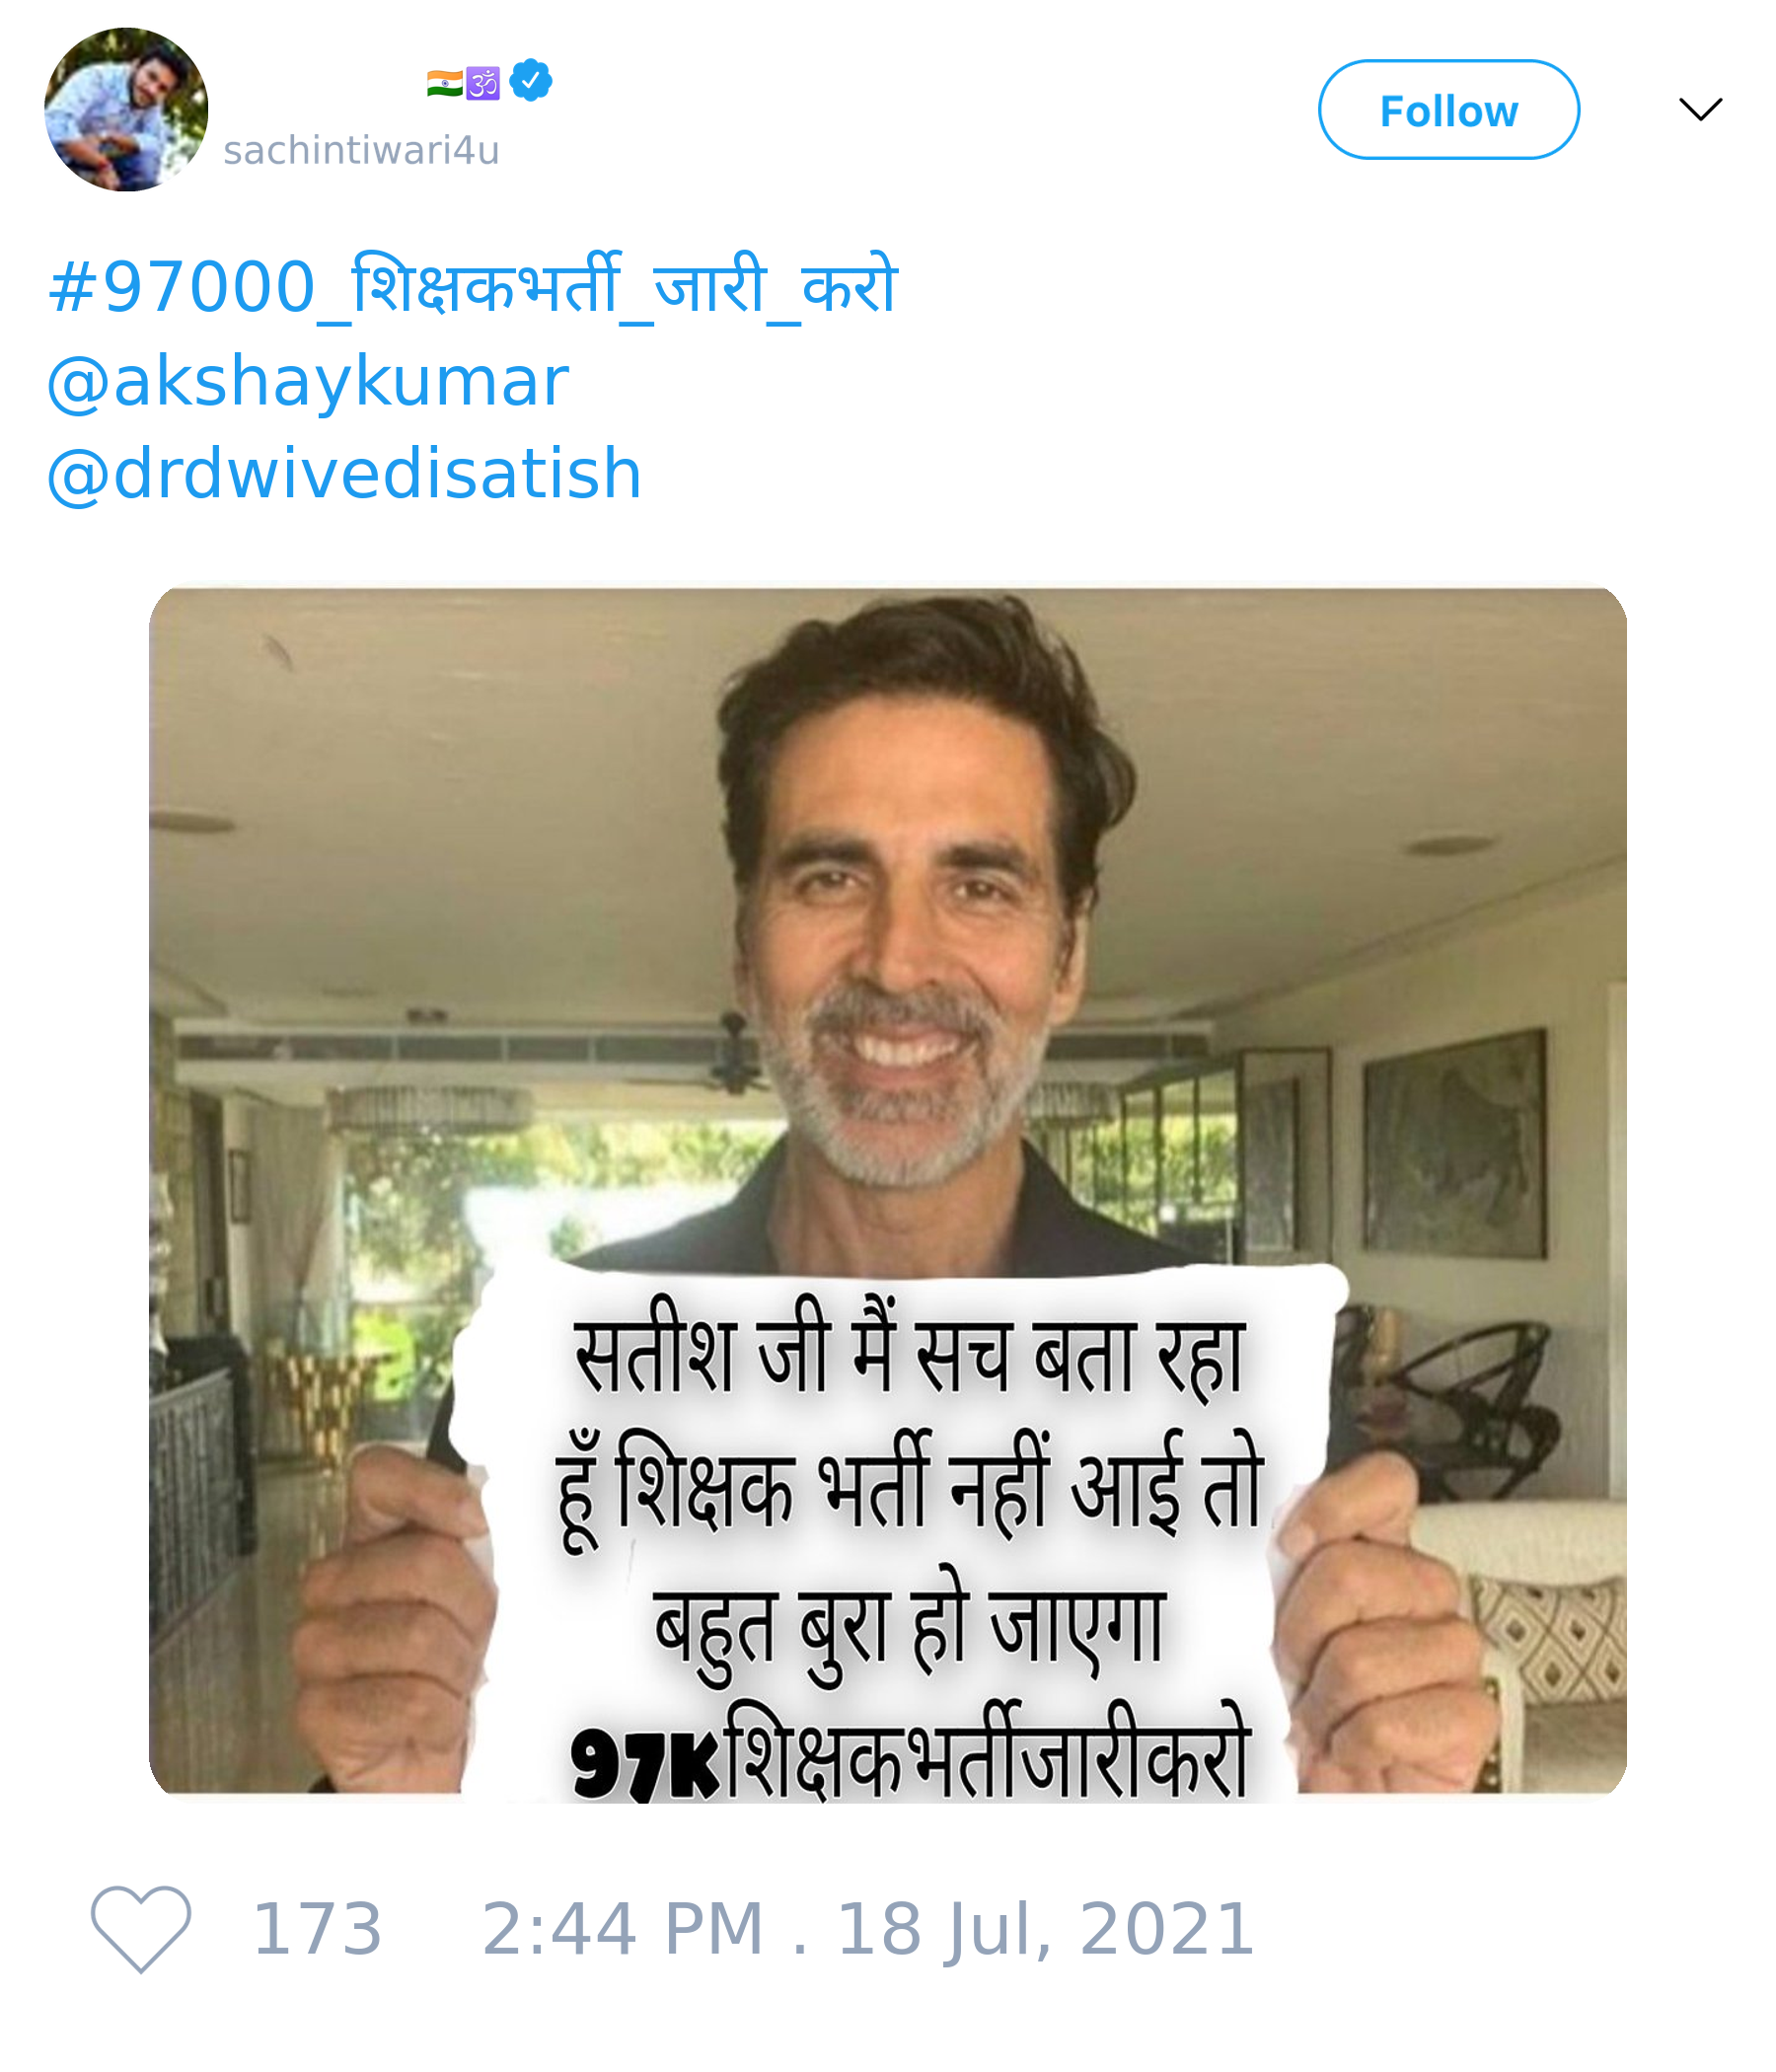 🇮🇳🕉
sachintiwari4u
Follow
#97000_शिक्षकभर्ती_जारी_करो
@akshaykumar
@drdwivedisatish
सतीश जी मैं सच बता रहा
हूँ शिक्षक भर्ती नहीं आई तो
बहुत बुरा हो जाएगा
97Kशिक्षकभर्तीजारीकरो
173 2:44 PM . 18 Jul, 2021